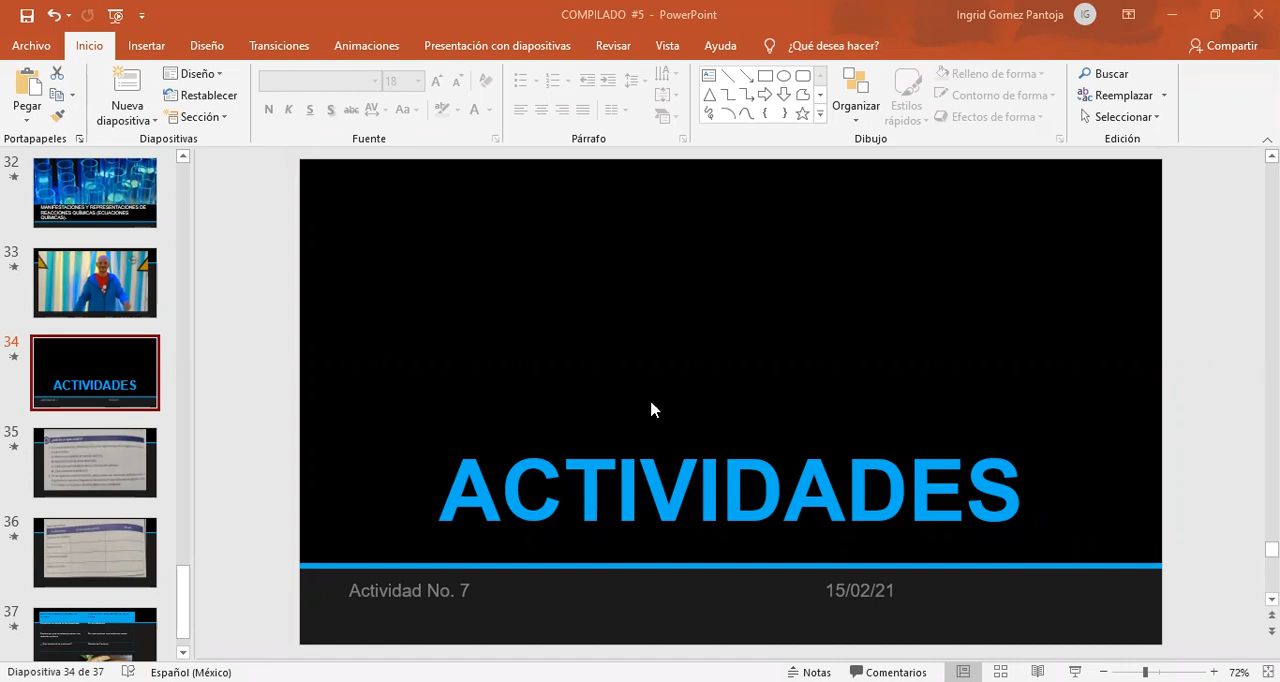 COMPILADO #5 - PowerPoint
Ingrid Gomez Pantoja
IG
Archivo
Inicio
Insertar
Diseño
Transiciones
Animaciones
Presentación con diapositivas
Revisar
Vista
Ayuda
¿Qué desea hacer?
Compartir
Pegar
Portapapeles
Nueva
diapositiva
Diseño
Restablecer
Sección
Diapositivas
18
N K S S abc AV Aa A
Fuente
Párrafo
Organizar
Estilos
rápidos
Relleno de forma
Contorno de forma
Efectos de forma
Dibujo
Buscar
Reemplazar
Seleccionar
Edición
32
MANIFESTACIONES Y REPRESENTACIONES DE
REACCIONES QUÍMICAS (ECUACIONES
QUÍMICAS).
33
34
ACTIVIDADES
35
36
37
ACTIVIDADES
Actividad No. 7
15/02/21
Diapositiva 34 de 37
Español (México)
Notas
Comentarios
72%